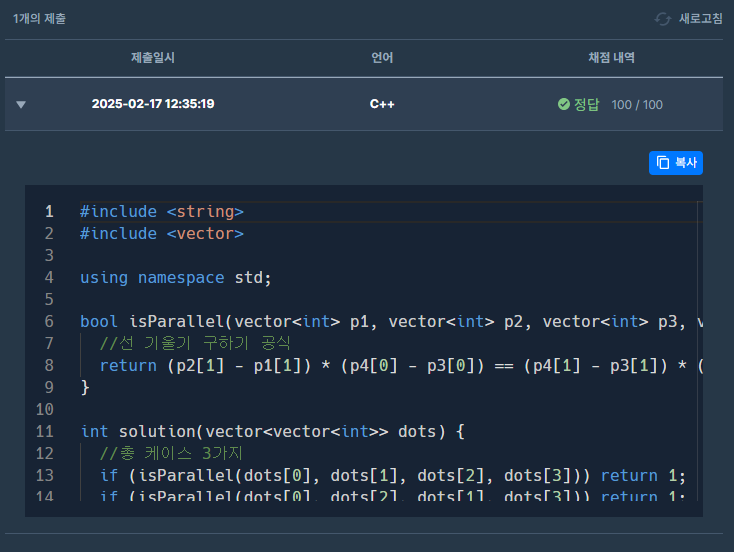 1개의 제출
새로고침
제출일시 언어 채점 내역
2025-02-17 12:35:19 C++ 정답 100 / 100
복사
1 #include <string>
2 #include <vector>
3
4 using namespace std;
5
6 bool isParallel(vector<int> p1, vector<int> p2, vector<int> p3, v
7 //선 기울기 구하기 공식
8 return (p2[1] - p1[1]) * (p4[0] - p3[0]) == (p4[1] - p3[1]) * (
9 }
10
11 int solution(vector<vector<int>> dots) {
12 //총 케이스 3가지
13 if (isParallel(dots[0], dots[1], dots[2], dots[3])) return 1;
14 if (isParallel(dots[0], dots[2], dots[1], dots[3])) return 1;